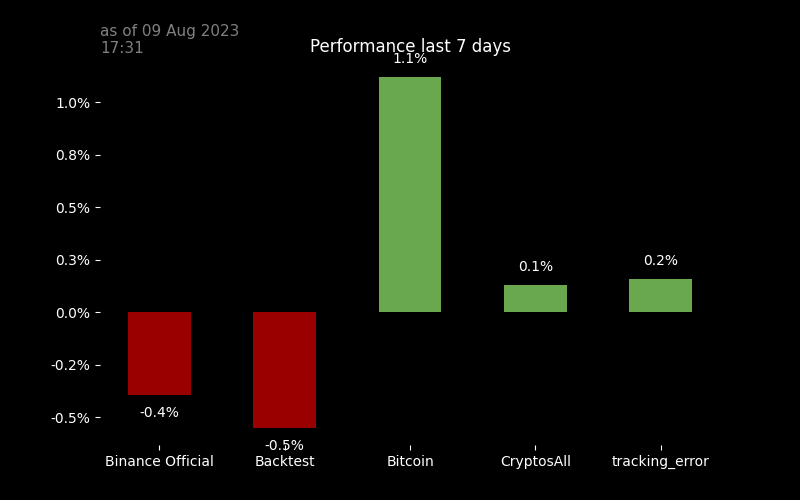 as of 09 Aug 2023
17:31
Performance last 7 days
1.1%
1.0%
0.8%
0.5%
0.3%
0.0%
-0.2%
-0.5%
0.1%
0.2%
-0.4%
-0.5%
Binance Official
Backtest
Bitcoin
CryptosAll
tracking_error